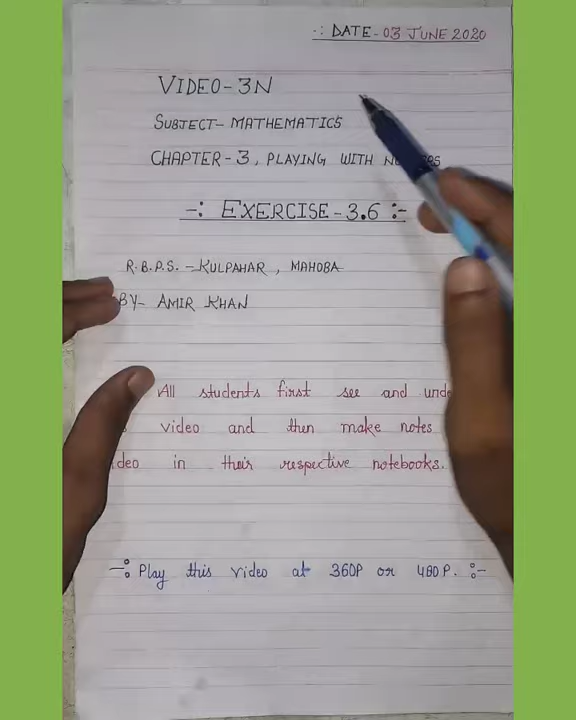 -: DATE- 03 JUNE 2020
VIDEO- 3N
SUBJECT- MATHEMATICS
CHAPTER-3, PLAYING WITH
-: EXERCISE-3.6 :-
R.B.P.S. - KULPAHAR, MAHOBA
BY- AMIR KHAN
All students first see and
video and then make notes
in their respective notebooks.
-: Play this video at 360P or 480P. :-